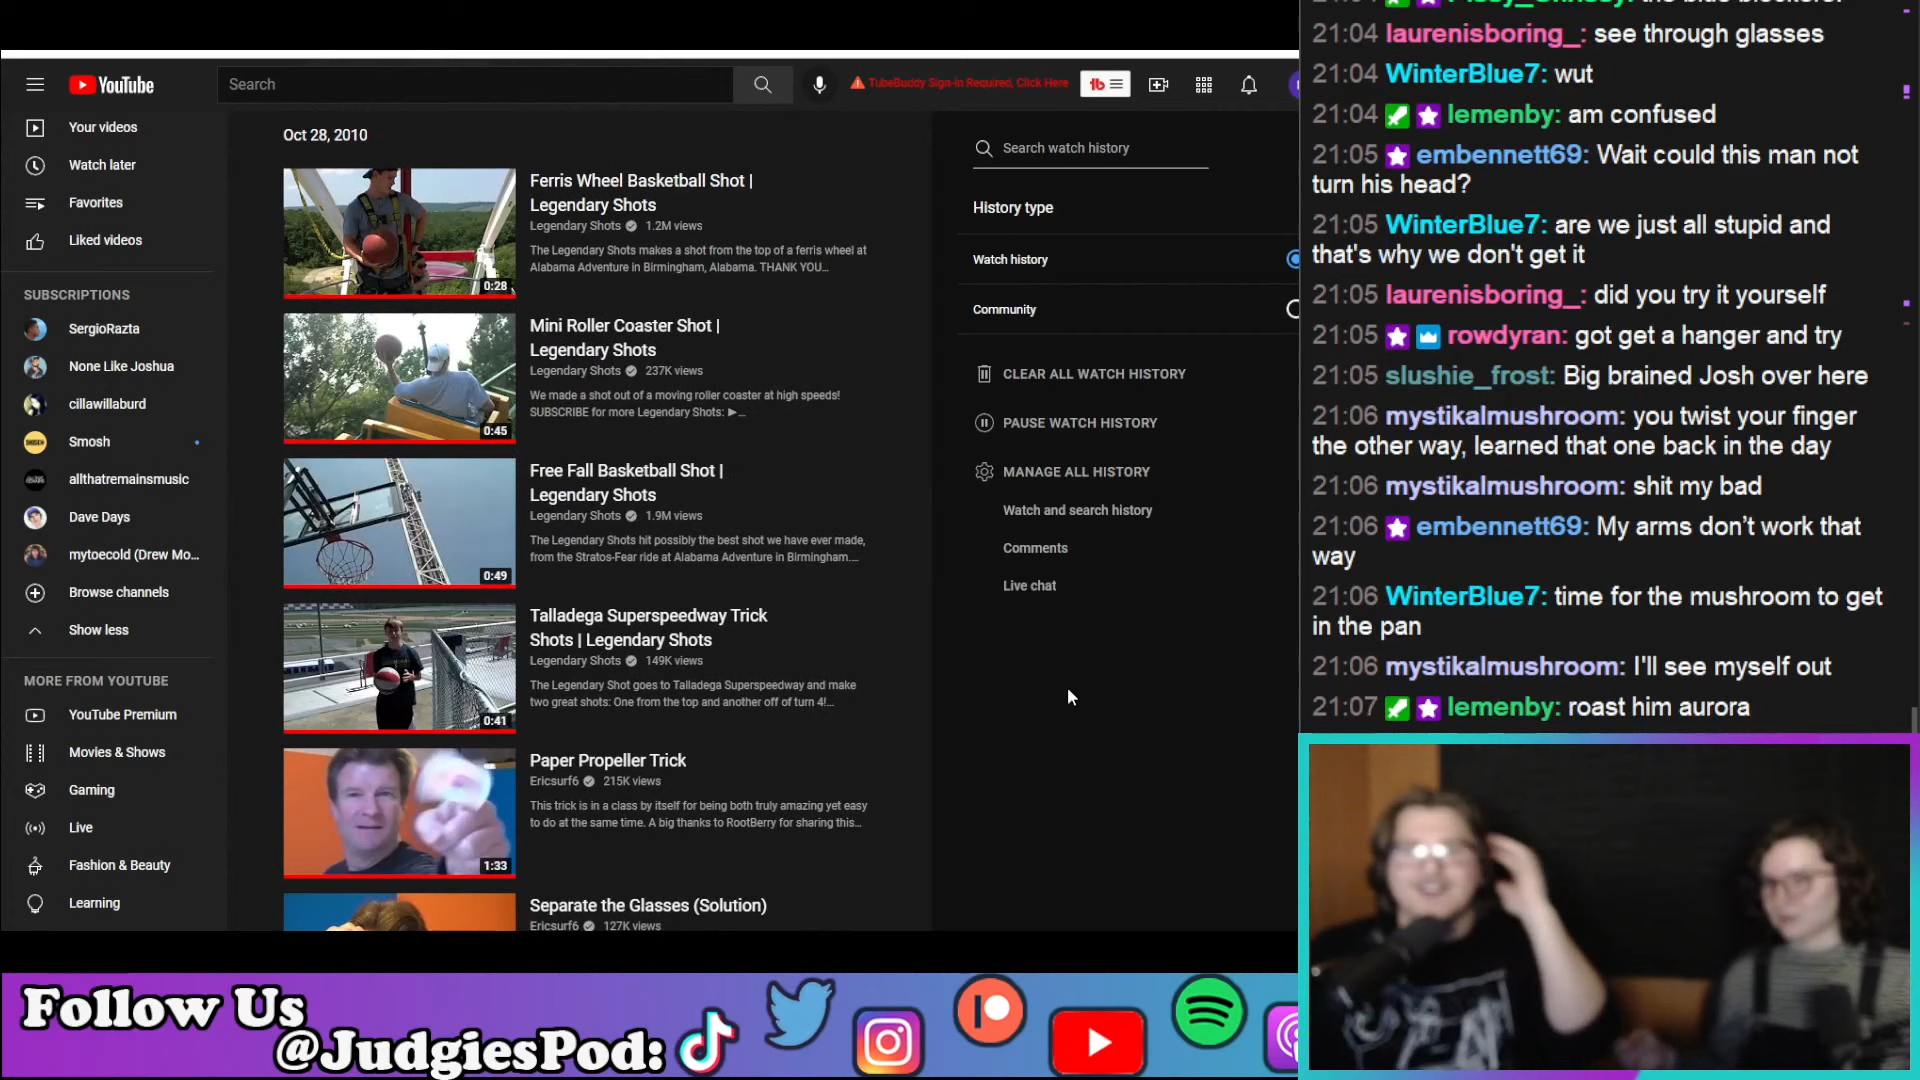 YouTube
Search
TubeBuddy Sign-in Required, Click Here
tb
Your videos
Watch later
Favorites
Liked videos
SUBSCRIPTIONS
SergioRazta
None Like Joshua
cillawillaburd
Smosh
allthatremainsmusic
Dave Days
mytoecold (Drew Mo...
Browse channels
Show less
MORE FROM YOUTUBE
YouTube Premium
Movies & Shows
Gaming
Live
Fashion & Beauty
Learning
Oct 28, 2010
0:28
Ferris Wheel Basketball Shot |
Legendary Shots
Legendary Shots 1.2M views
The Legendary Shots makes a shot from the top of a ferris wheel at
Alabama Adventure in Birmingham, Alabama. THANK YOU...
0:45
Mini Roller Coaster Shot |
Legendary Shots
Legendary Shots 237K views
We made a shot out of a moving roller coaster at high speeds!
SUBSCRIBE for more Legendary Shots: ►...
0:49
Free Fall Basketball Shot |
Legendary Shots
Legendary Shots 1.9M views
The Legendary Shots hit possibly the best shot we have ever made,
from the Stratos-Fear ride at Alabama Adventure in Birmingham....
0:41
Talladega Superspeedway Trick
Shots | Legendary Shots
Legendary Shots 149K views
The Legendary Shot goes to Talladega Superspeedway and make
two great shots: One from the top and another off of turn 4!...
1:33
Paper Propeller Trick
Ericsurf6 215K views
This trick is in a class by itself for being both truly amazing yet easy
to do at the same time. A big thanks to RootBerry for sharing this...
Separate the Glasses (Solution)
Ericsurf6 127K views
Search watch history
History type
Watch history
Community
CLEAR ALL WATCH HISTORY
PAUSE WATCH HISTORY
MANAGE ALL HISTORY
Watch and search history
Comments
Live chat
21:04 laurenisboring_: see through glasses
21:04 WinterBlue7: wut
21:04 lemenby: am confused
21:05 embennett69: Wait could this man not
turn his head?
21:05 WinterBlue7: are we just all stupid and
that's why we don't get it
21:05 laurenisboring_: did you try it yourself
21:05 rowdyran: got get a hanger and try
21:05 slushie_frost: Big brained Josh over here
21:06 mystikalmushroom: you twist your finger
the other way, learned that one back in the day
21:06 mystikalmushroom: shit my bad
21:06 embennett69: My arms don’t work that
way
21:06 WinterBlue7: time for the mushroom to get
in the pan
21:06 mystikalmushroom: I'll see myself out
21:07 lemenby: roast him aurora
Follow Us
@JudgiesPod: